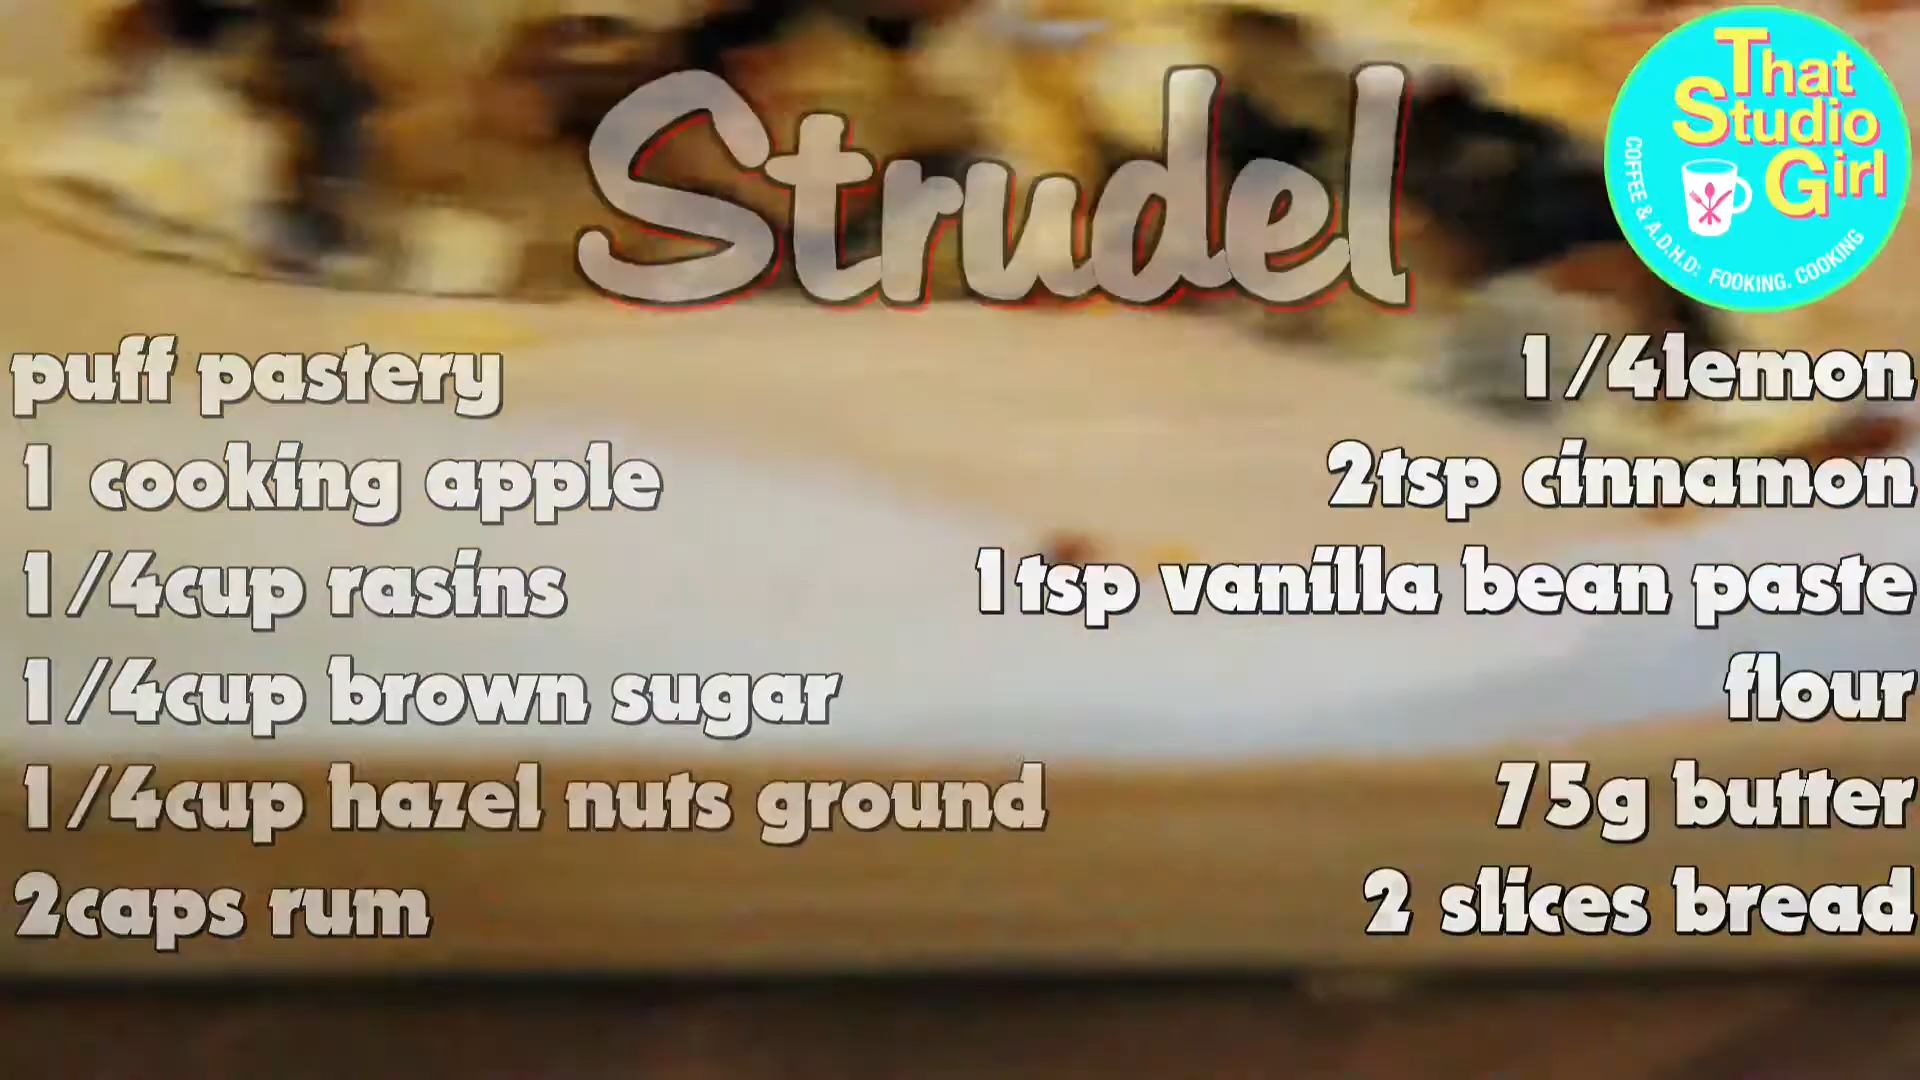 Strudel
That
Studio
Girl
COFFEE & A.D.H.D: FOOKING. COOKING
puff pastery
1 cooking apple
1/4cup rasins
1/4cup brown sugar
1/4cup hazel nuts ground
2caps rum
1/4lemon
2tsp cinnamon
1tsp vanilla bean paste
flour
75g butter
2 slices bread